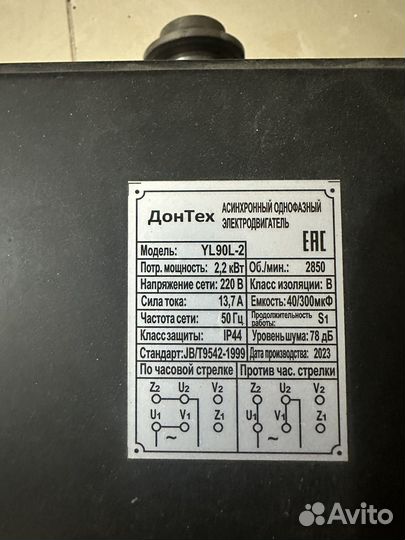 ДонТех
АСИНХРОННЫЙ ОДНОФАЗНЫЙ
ЭЛЕКТРОДВИГАТЕЛЬ
EAC
Модель: YL90L-2
Потр. мощность: 2,2 кВт Об./мин.: 2850
Напряжение сети: 220 В Класс изоляции: В
Сила тока: 13,7 А Емкость: 40/300мкФ
Частота сети: 50 Гц Продолжительность работы: S1
Класс защиты: IP44 Уровень шума: 78 дБ
Стандарт: JB/T9542-1999 Дата производства: 2023
По часовой стрелке Против час. стрелки
Z2 U2 V2 Z2 U2 V2
U1 V1 Z1 U1 V1 Z1
~ ~
Avito